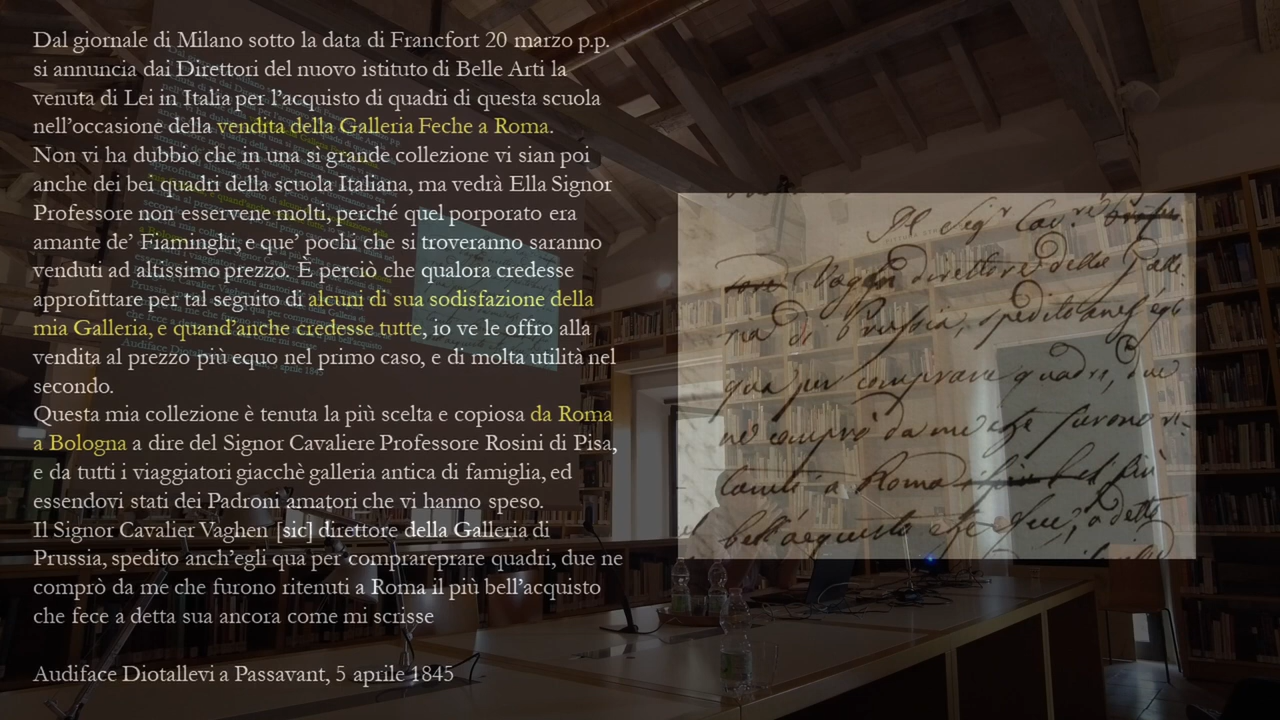 Dal giornale di Milano sotto la data di Francfort 20 marzo p.p.
si annuncia dai Direttori del nuovo istituto di Belle Arti la
venuta di Lei in Italia per l'acquisto di quadri di questa scuola
nell'occasione della vendita della Galleria Feche a Roma.
Non vi ha dubbio che in una sì grande collezione vi sian poi
anche dei bei quadri della scuola Italiana, ma vedrà Ella Signor
Professore non esservene molti, perché quel porporato era
amante de' Fiaminghi, e que' pochi che si troveranno saranno
venduti ad altissimo prezzo. È perciò che qualora credesse
approfittare per tal seguito di alcuni di sua sodisfazione della
mia Galleria, e quand'anche credesse tutte, io ve le offro alla
vendita al prezzo più equo nel primo caso, e di molta utilità nel
secondo.
Questa mia collezione è tenuta la più scelta e copiosa da Roma
a Bologna a dire del Signor Cavaliere Professore Rosini di Pisa,
e da tutti i viaggiatori giacchè galleria antica di famiglia, ed
essendovi stati dei Padroni amatori che vi hanno speso.
Il Signor Cavalier Vaghen [sic] direttore della Galleria di
Prussia, spedito anch'egli qua per comprareprare quadri, due ne
comprò da me che furono ritenuti a Roma il più bell'acquisto
che fece a detta sua ancora come mi scrisse
Audiface Diotallevi a Passavant, 5 aprile 1845
Il Sigr Cavre
Vagen direttore della Galle-
ria di Prussia, spedito anch'egli
qua per comprare quadri, due
ne comprò da me che furono ri-
tenuti a Roma il più
bell'acquisto che fece, a detta